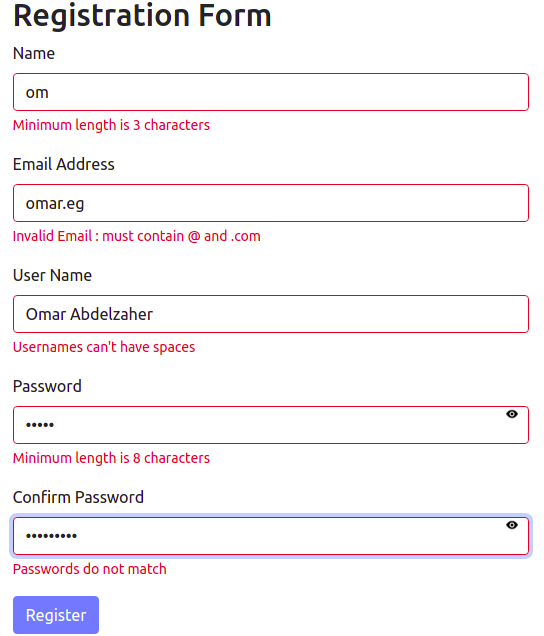 Registration Form
Name
om
Minimum length is 3 characters
Email Address
omar.eg
Invalid Email : must contain @ and .com
User Name
Omar Abdelzaher
Usernames can't have spaces
Password
•••••
Minimum length is 8 characters
Confirm Password
•••••••••
Passwords do not match
Register